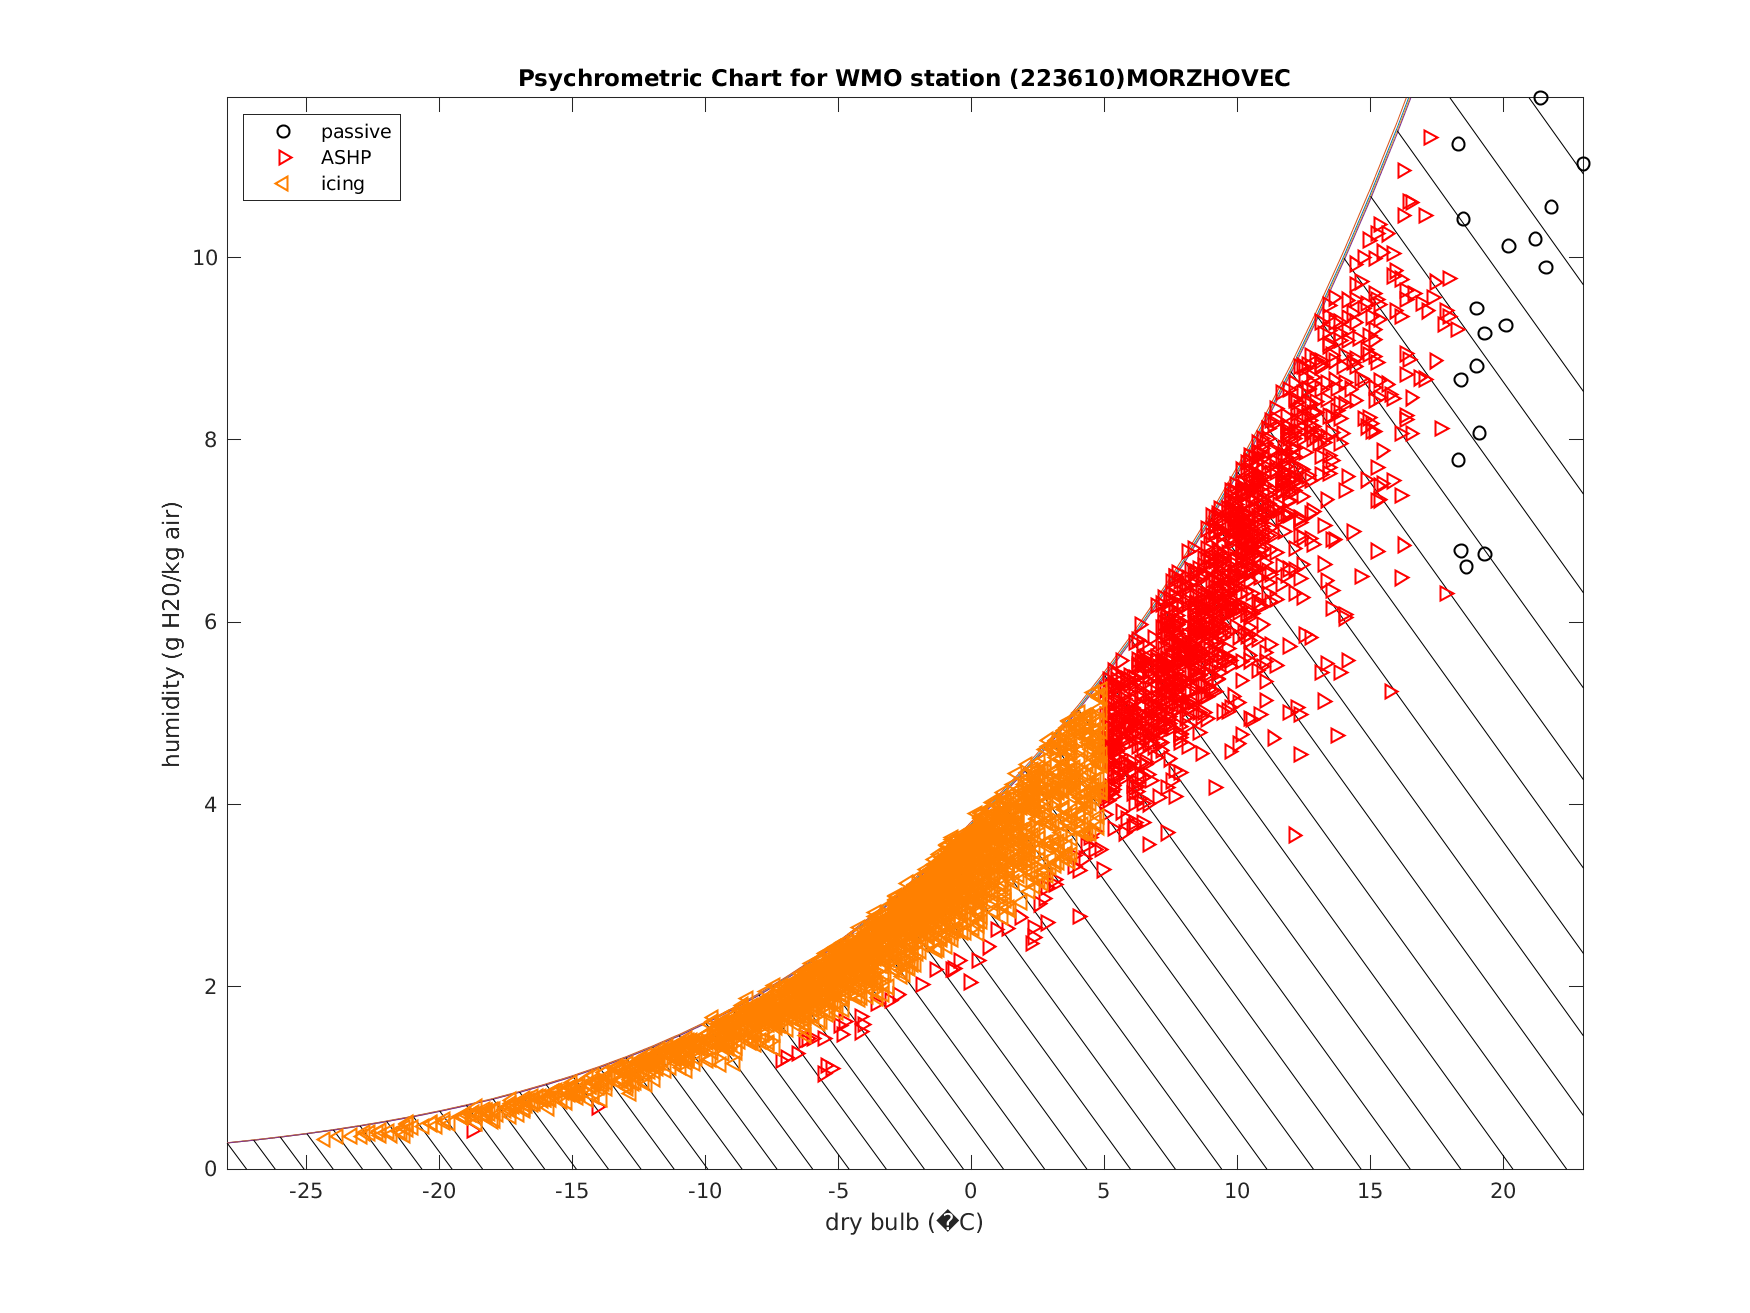 Psychrometric Chart for WMO station (223610)MORZHOVEC
passive
ASHP
icing
humidity (g H20/kg air)
10
8
6
4
2
0
-25 -20 -15 -10 -5 0 5 10 15 20
dry bulb (�C)